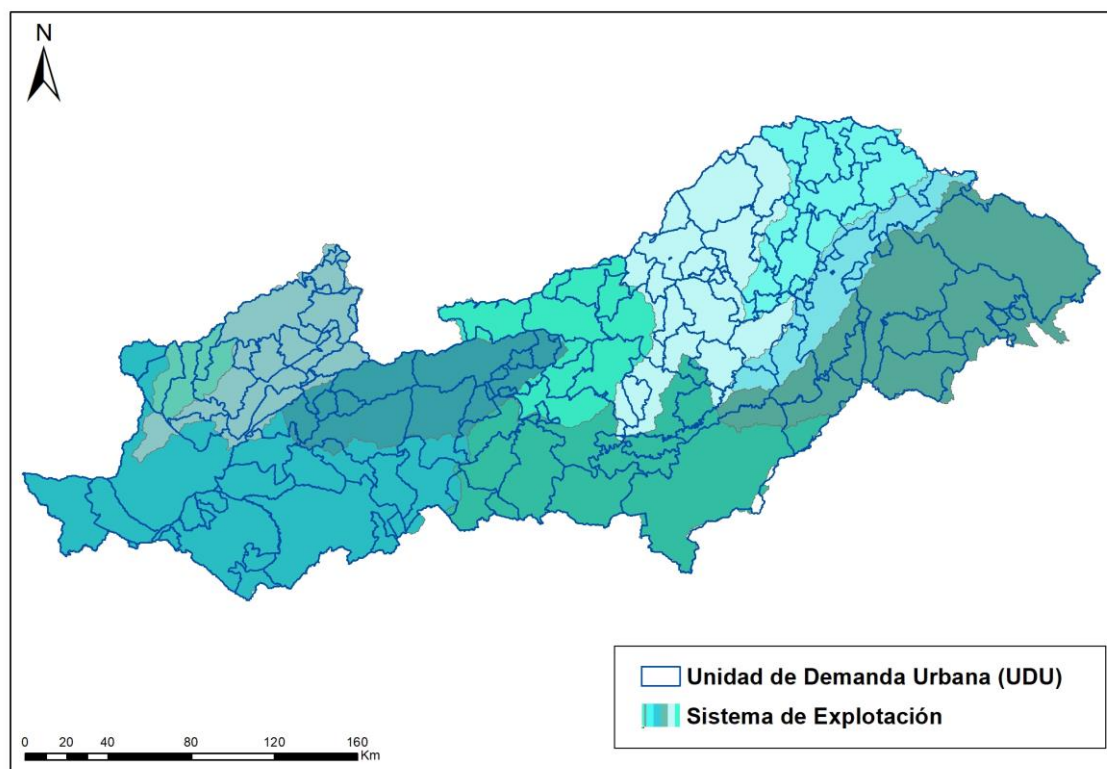 N
Unidad de Demanda Urbana (UDU)
Sistema de Explotación
0 20 40 80 120 160
Km